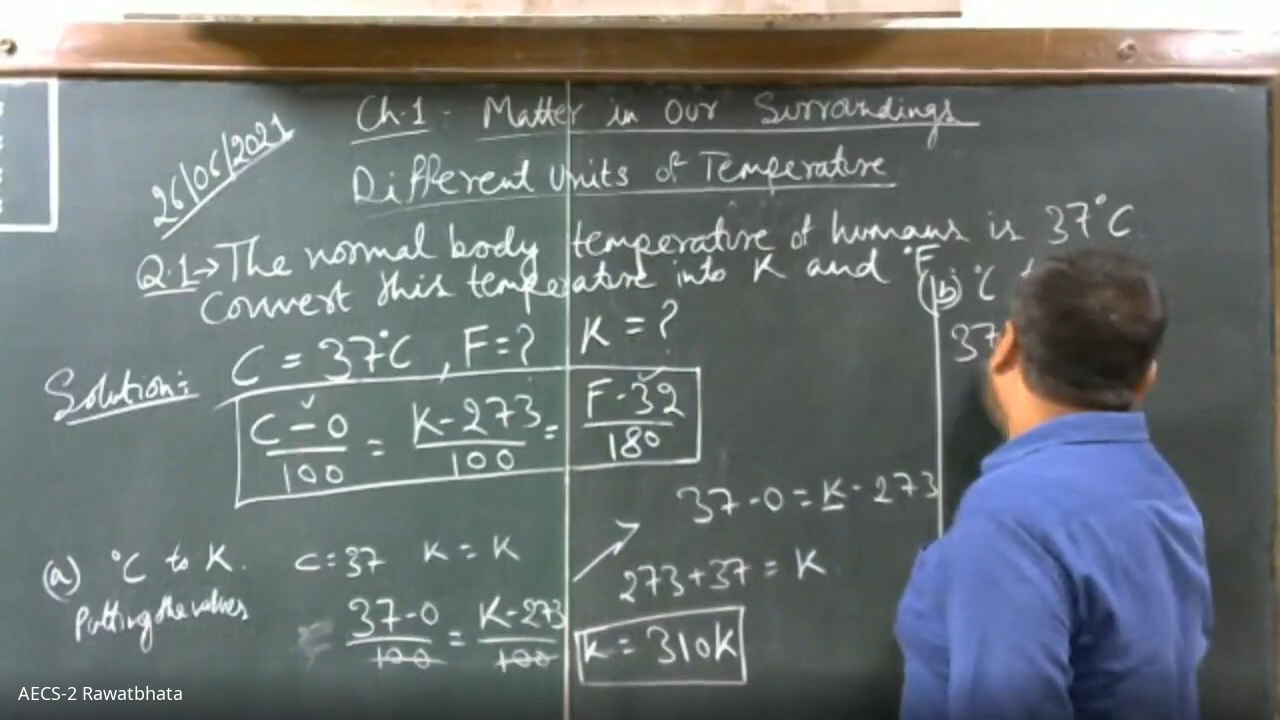 26/06/2021
Ch.1 - Matter in Our Surrondings
Different Units of Temperature
Q.1→ The normal body temperature of humans is 37°C
Convert this temperature into K and °F
Solution:
C = 37°C, F=? K = ?
C-0/100 = K-273/100 = F-32/180
(a) °C to K. C=37 K = K
Putting the values
37-0/100 = K-273/100
37-0 = K-273
273+37 = K
K = 310K
(b) °C
37
AECS-2 Rawatbhata